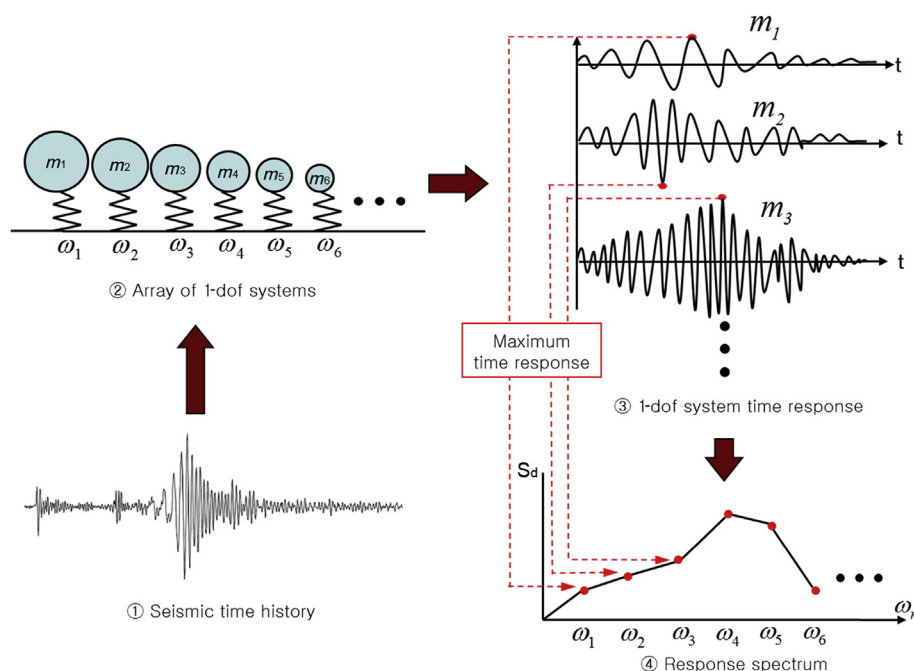 m1 m2 m3 m4 m5 m6
ω1 ω2 ω3 ω4 ω5 ω6
② Array of 1-dof systems
① Seismic time history
m1
t
m2
t
m3
t
Maximum
time response
③ 1-dof system time response
Sd
ω1 ω2 ω3 ω4 ω5 ω6
④ Response spectrum